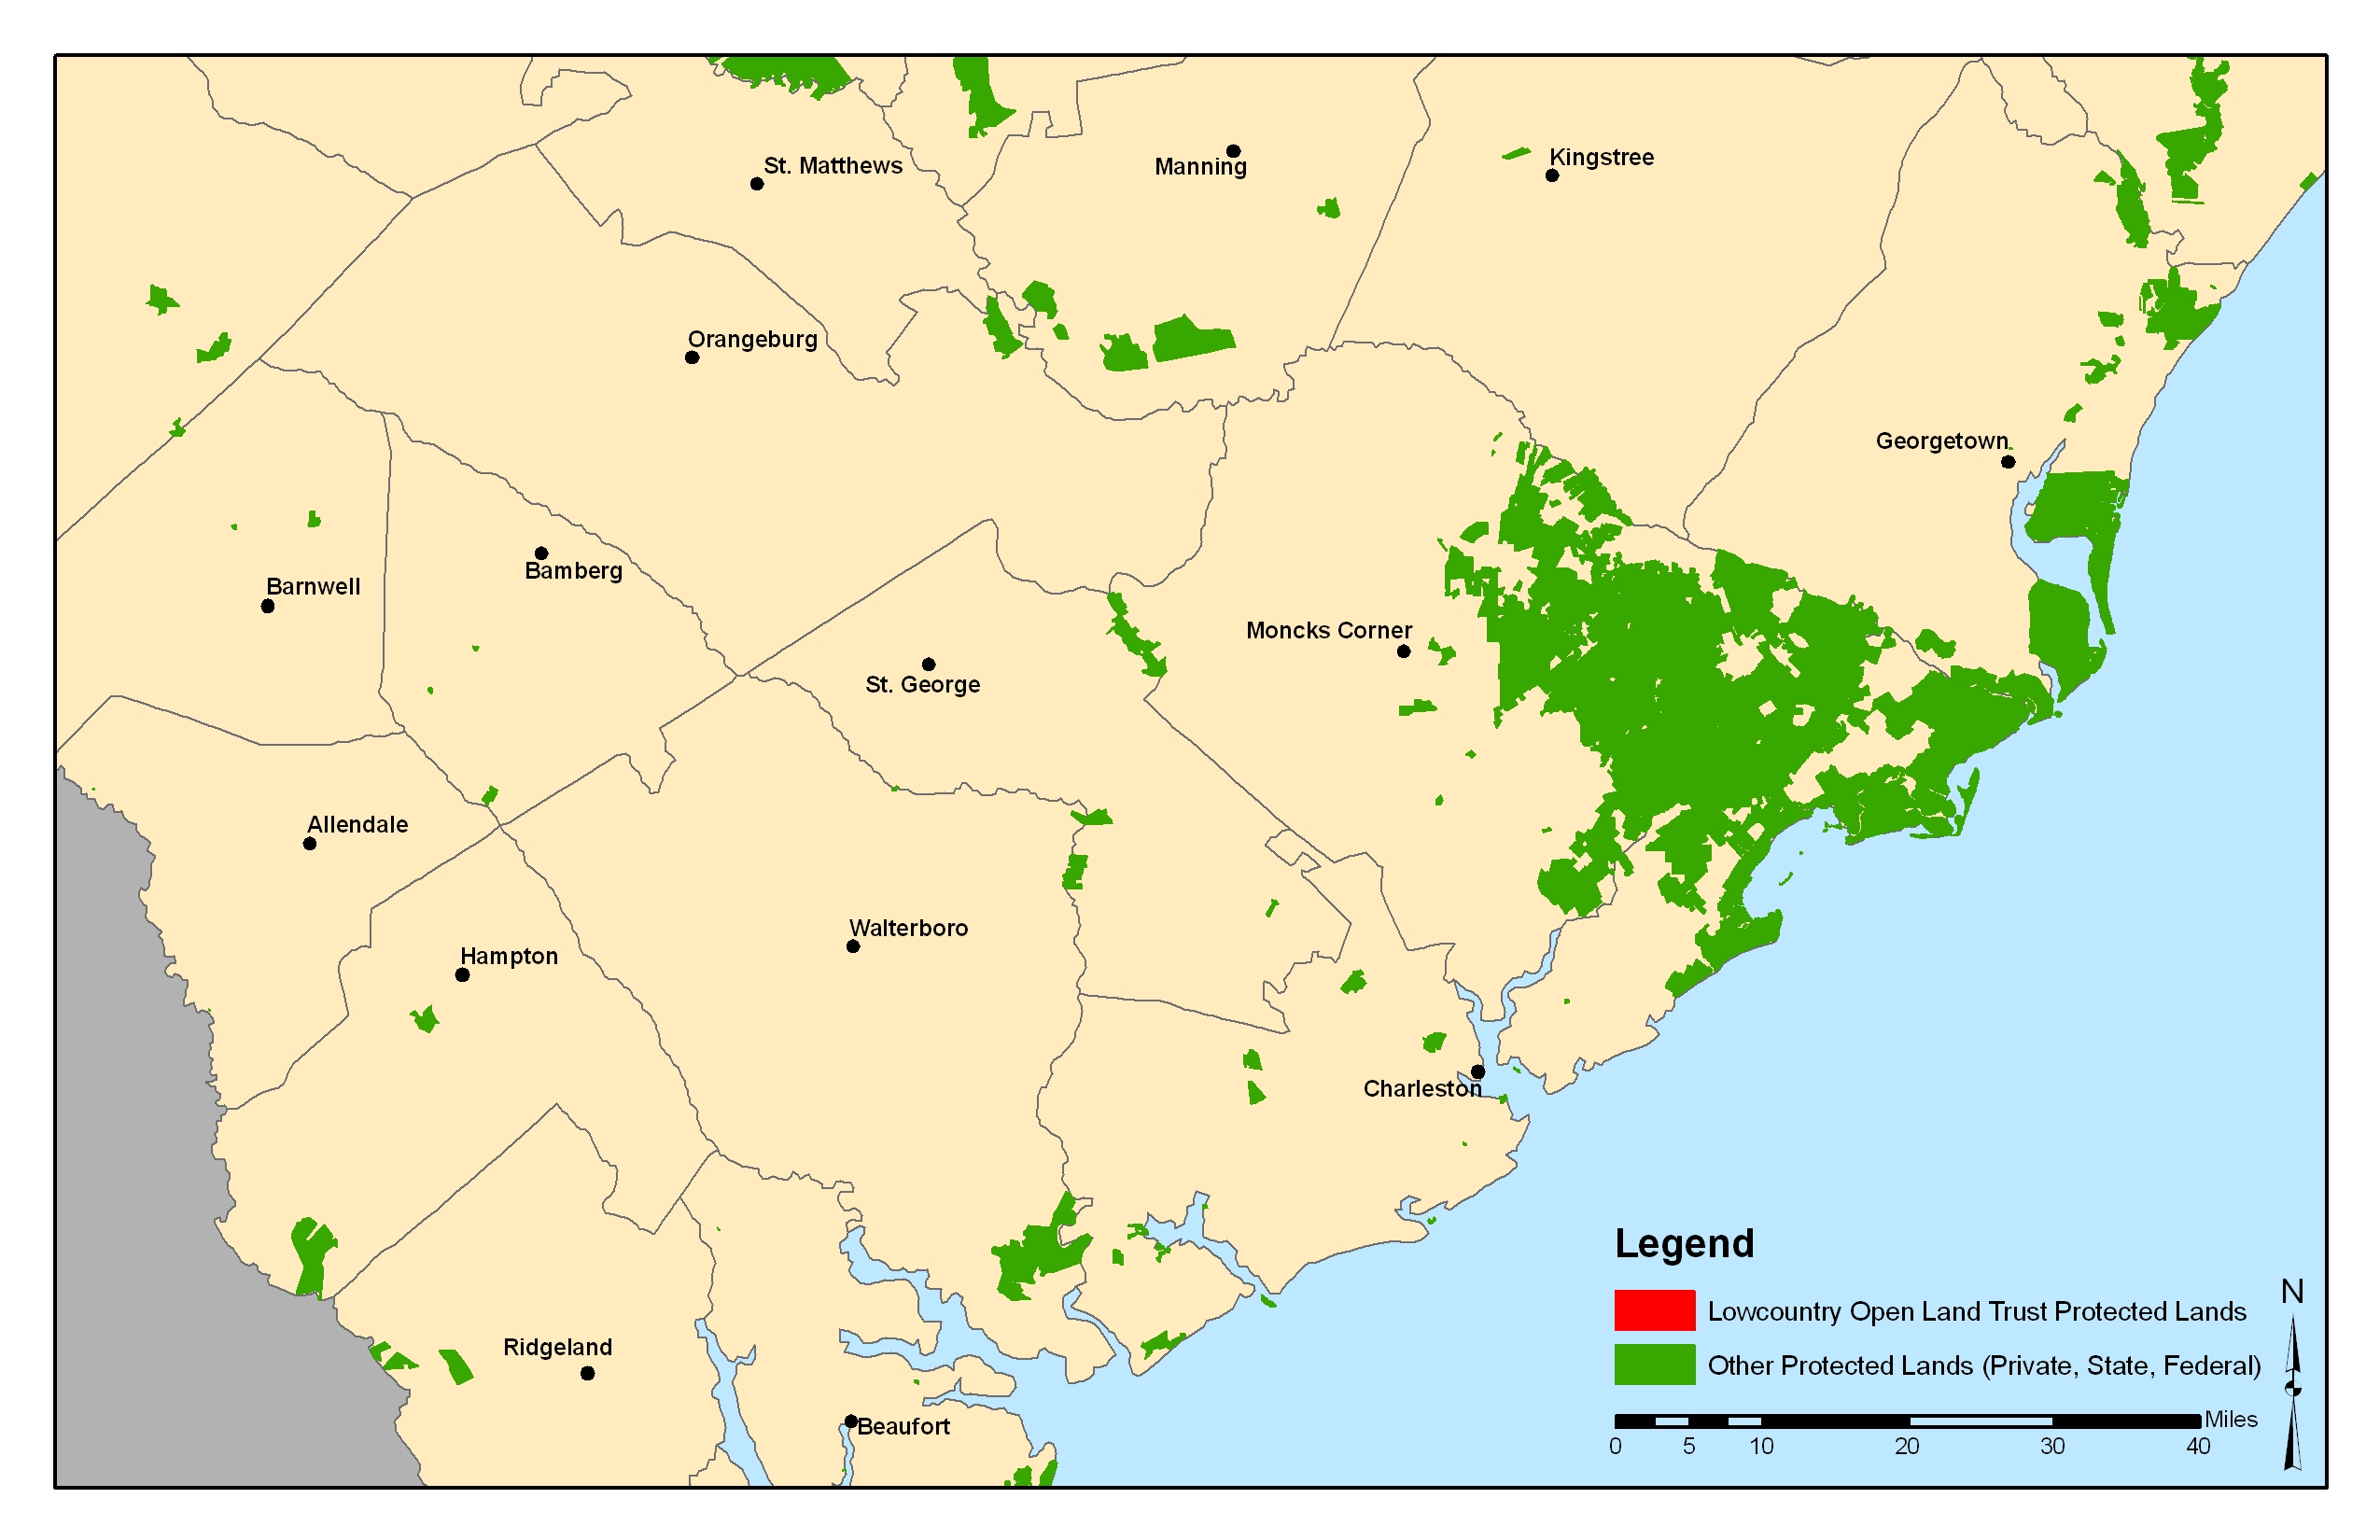 St. Matthews
Manning
Kingstree
Orangeburg
Georgetown
Bamberg
Barnwell
Moncks Corner
St. George
Allendale
Walterboro
Hampton
Charleston
Ridgeland
Beaufort
Legend
N
Lowcountry Open Land Trust Protected Lands
Other Protected Lands (Private, State, Federal)
Miles
0 5 10 20 30 40